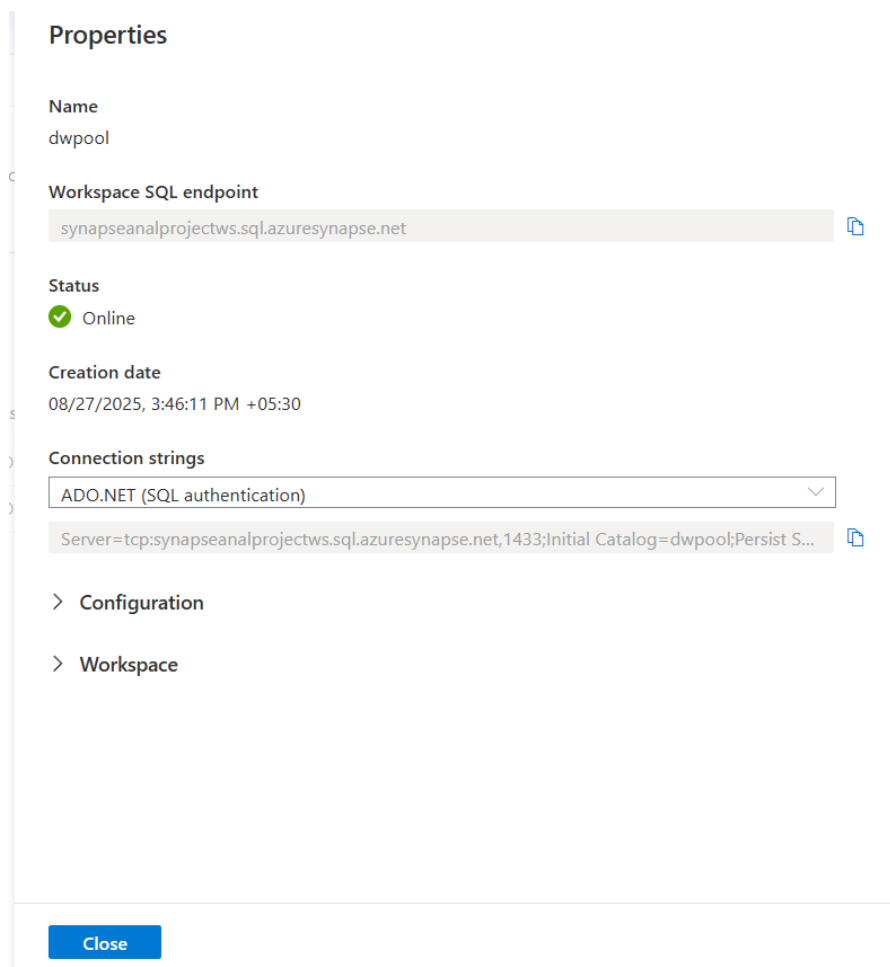 Properties
Name
dwpool
Workspace SQL endpoint
synapseanalprojectws.sql.azuresynapse.net
Status
Online
Creation date
08/27/2025, 3:46:11 PM +05:30
Connection strings
ADO.NET (SQL authentication)
Server=tcp:synapseanalprojectws.sql.azuresynapse.net,1433;Initial Catalog=dwpool;Persist S...
Configuration
Workspace
Close